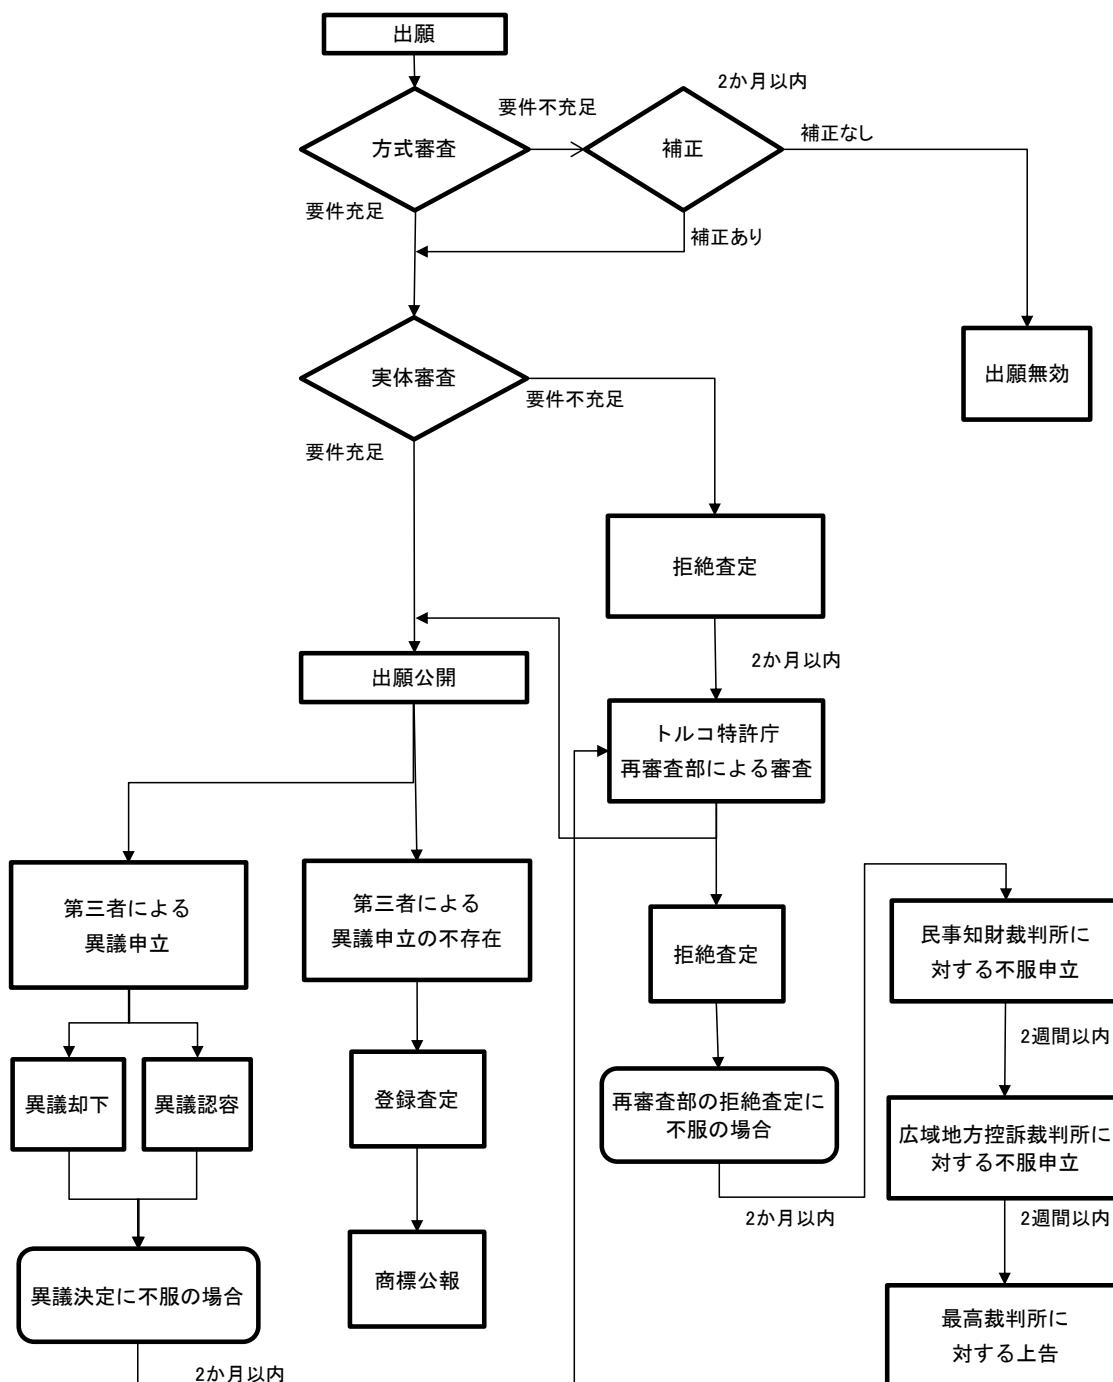 出願
2か月以内
要件不充足
補正なし
方式審査
補正
要件充足
補正あり
実体審査
出願無効
要件不充足
要件充足
拒絶査定
2か月以内
出願公開
トルコ特許庁
再審査部による審査
第三者による
異議申立
第三者による
異議申立の不存在
拒絶査定
民事知財裁判所に
対する不服申立
2週間以内
異議却下
異議認容
登録査定
再審査部の拒絶査定に
不服の場合
広域地方控訴裁判所に
対する不服申立
2か月以内
2週間以内
異議決定に不服の場合
商標公報
最高裁判所に
対する上告
2か月以内